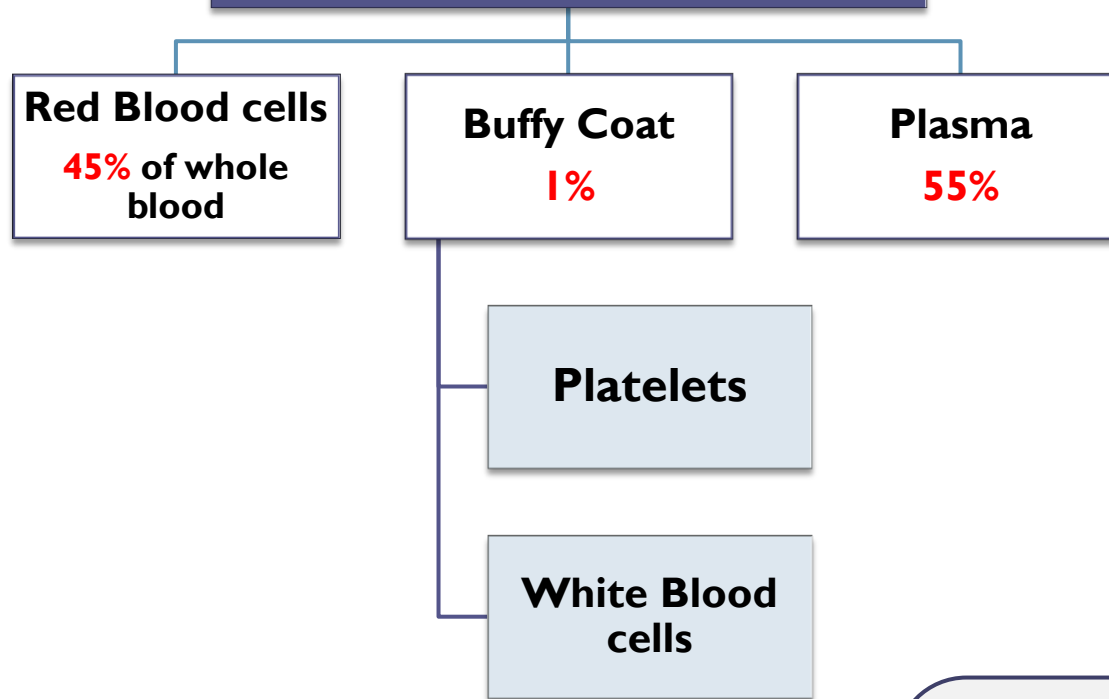 Red Blood cells
45% of whole
blood
Buffy Coat
1%
Plasma
55%
Platelets
White Blood
cells